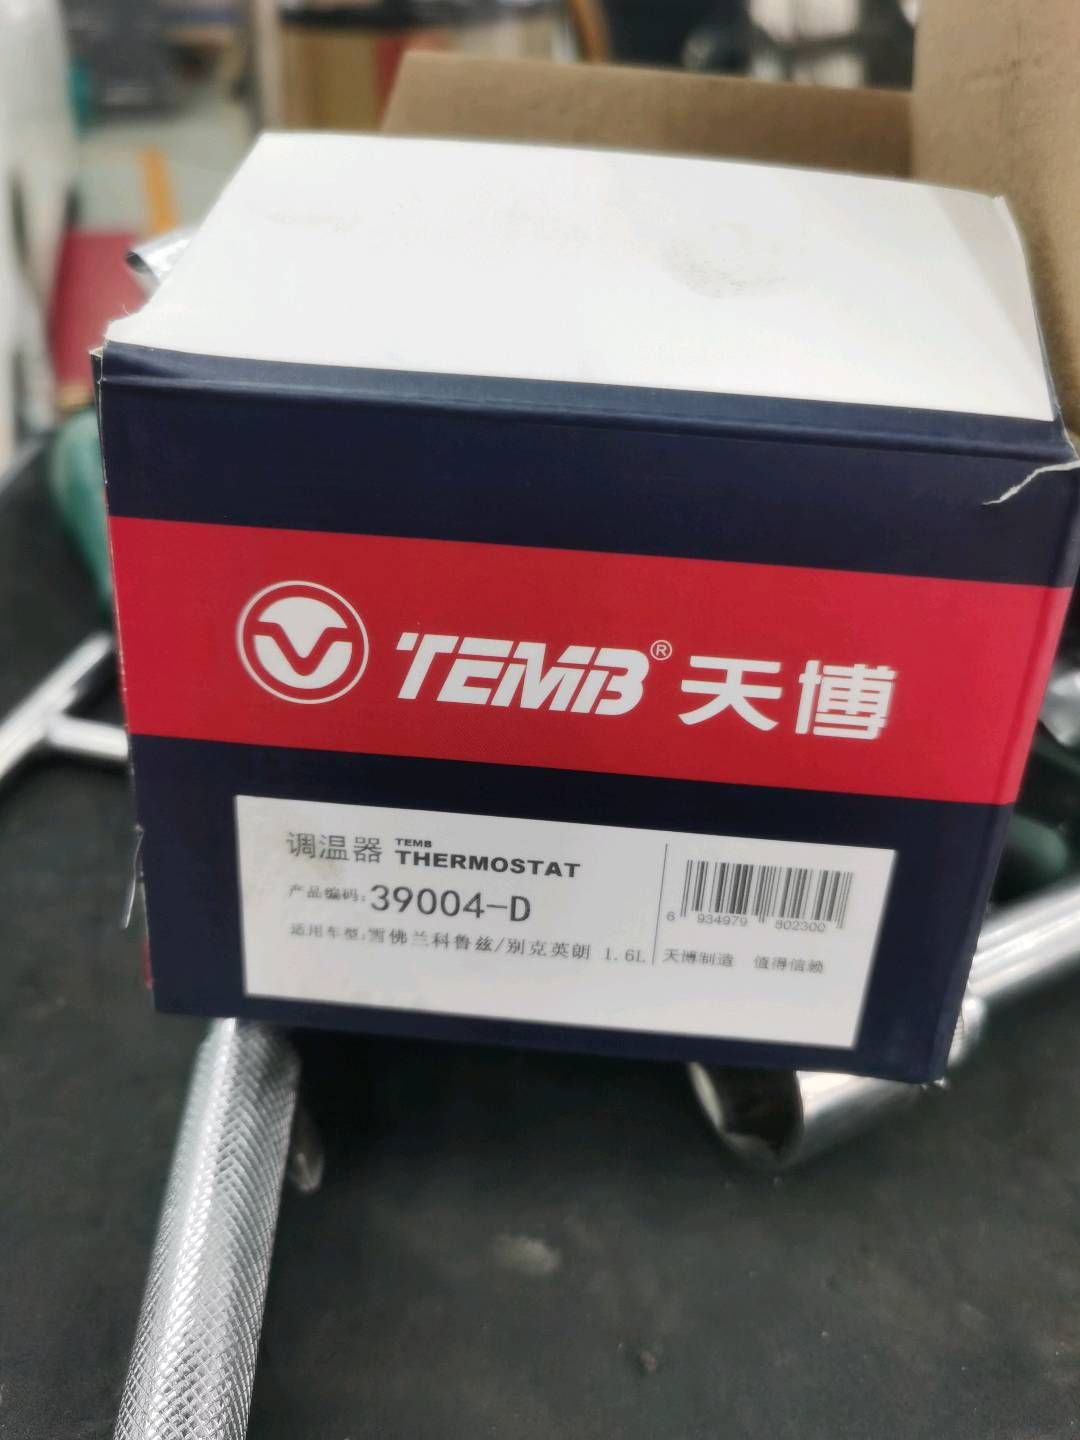 TEMB® 天博
调温器 TEMB THERMOSTAT
产品编码:39004-D
适用车型:雪佛兰科鲁兹/别克英朗 1.6L
6 934979 802300
天博制造 值得信赖